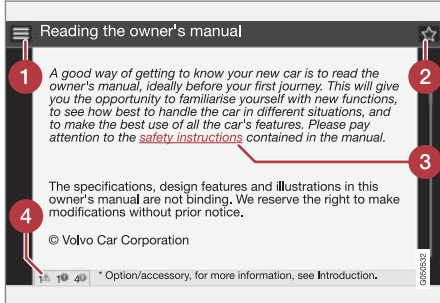 Reading the owner's manual
1
2
A good way of getting to know your new car is to read the
owner's manual, ideally before your first journey. This will give
you the opportunity to familiarise yourself with new functions,
to see how best to handle the car in different situations, and
to make the best use of all the car's features. Please pay
attention to the safety instructions contained in the manual.
3
The specifications, design features and illustrations in this
owner's manual are not binding. We reserve the right to make
modifications without prior notice.
4
© Volvo Car Corporation
1 1 4 * Option/accessory, for more information, see Introduction.
G050532